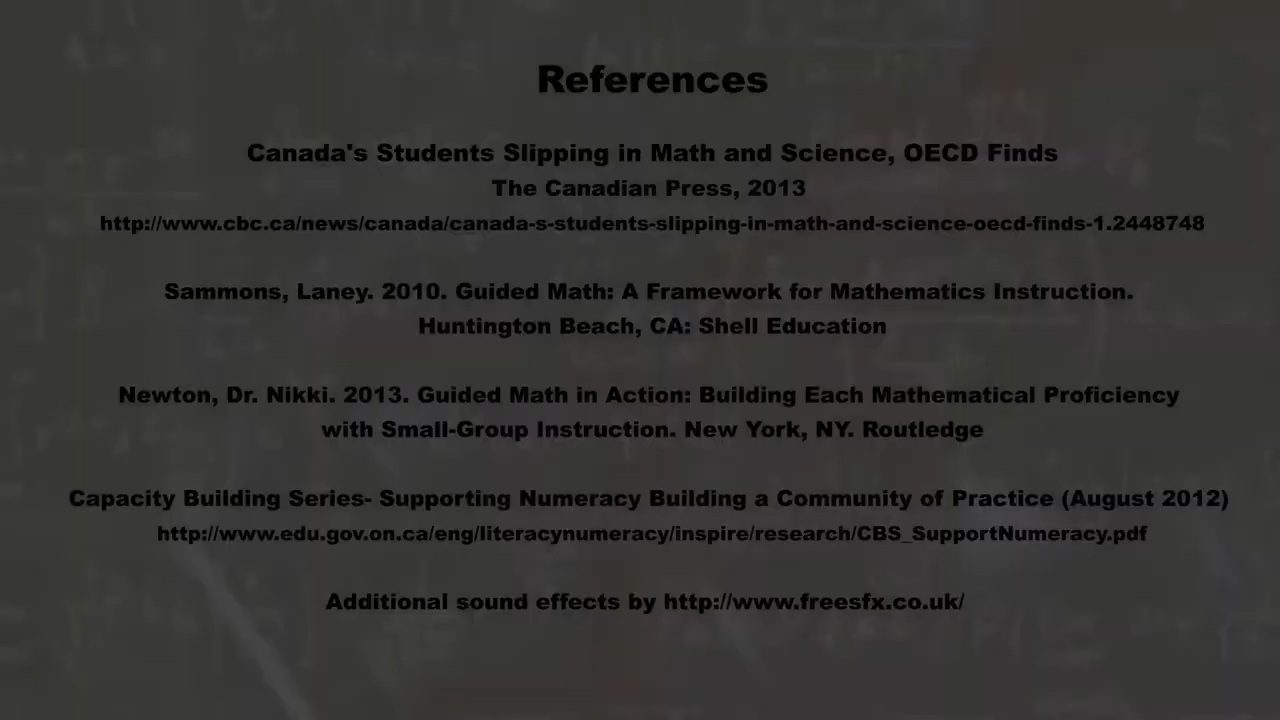 References
Canada's Students Slipping in Math and Science, OECD Finds
The Canadian Press, 2013
http://www.cbc.ca/news/canada/canada-s-students-slipping-in-math-and-science-oecd-finds-1.2448748
Sammons, Laney. 2010. Guided Math: A Framework for Mathematics Instruction.
Huntington Beach, CA: Shell Education
Newton, Dr. Nikki. 2013. Guided Math in Action: Building Each Mathematical Proficiency
with Small-Group Instruction. New York, NY. Routledge
Capacity Building Series- Supporting Numeracy Building a Community of Practice (August 2012)
http://www.edu.gov.on.ca/eng/literacynumeracy/inspire/research/CBS_SupportNumeracy.pdf
Additional sound effects by http://www.freesfx.co.uk/